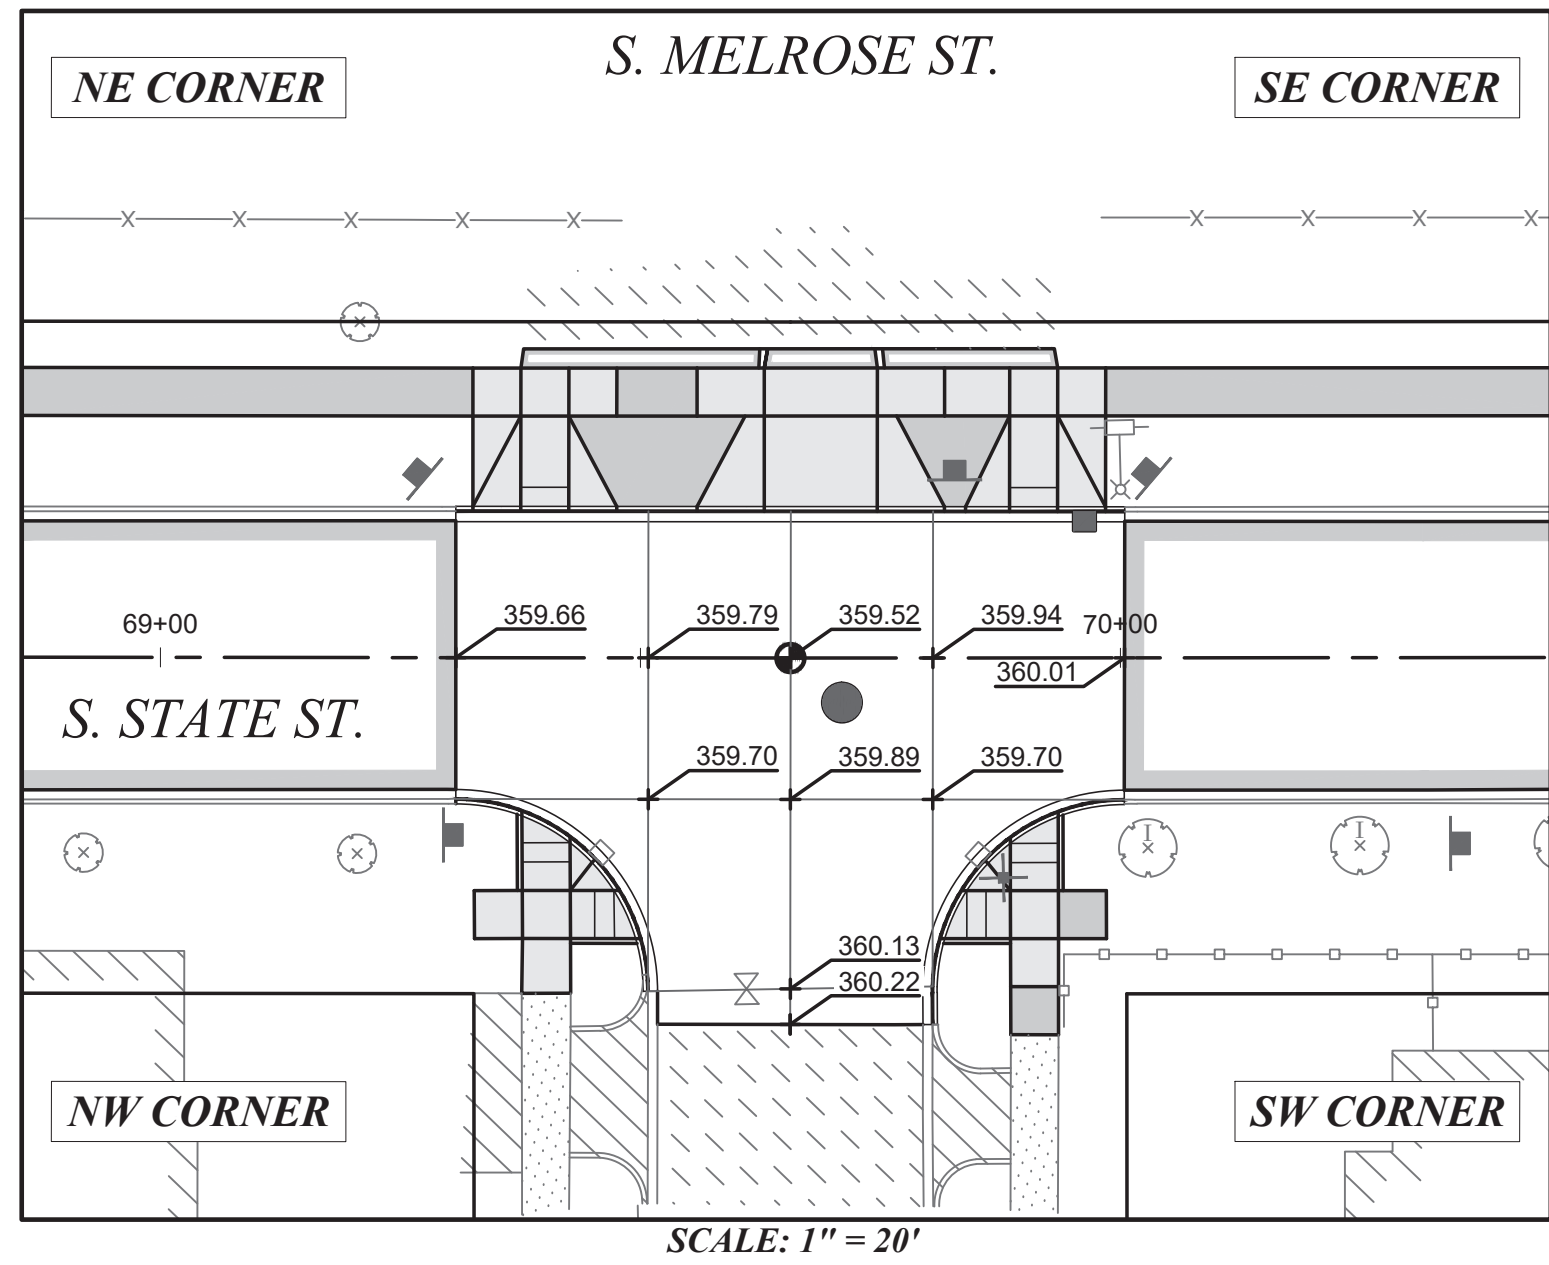 S. MELROSE ST.
NE CORNER
SE CORNER
X X X X X
X X X X
69+00
359.66
359.79
359.52
359.94
70+00
360.01
S. STATE ST.
359.70
359.89
359.70
I
I
360.13
360.22
NW CORNER
SW CORNER
SCALE: 1" = 20'